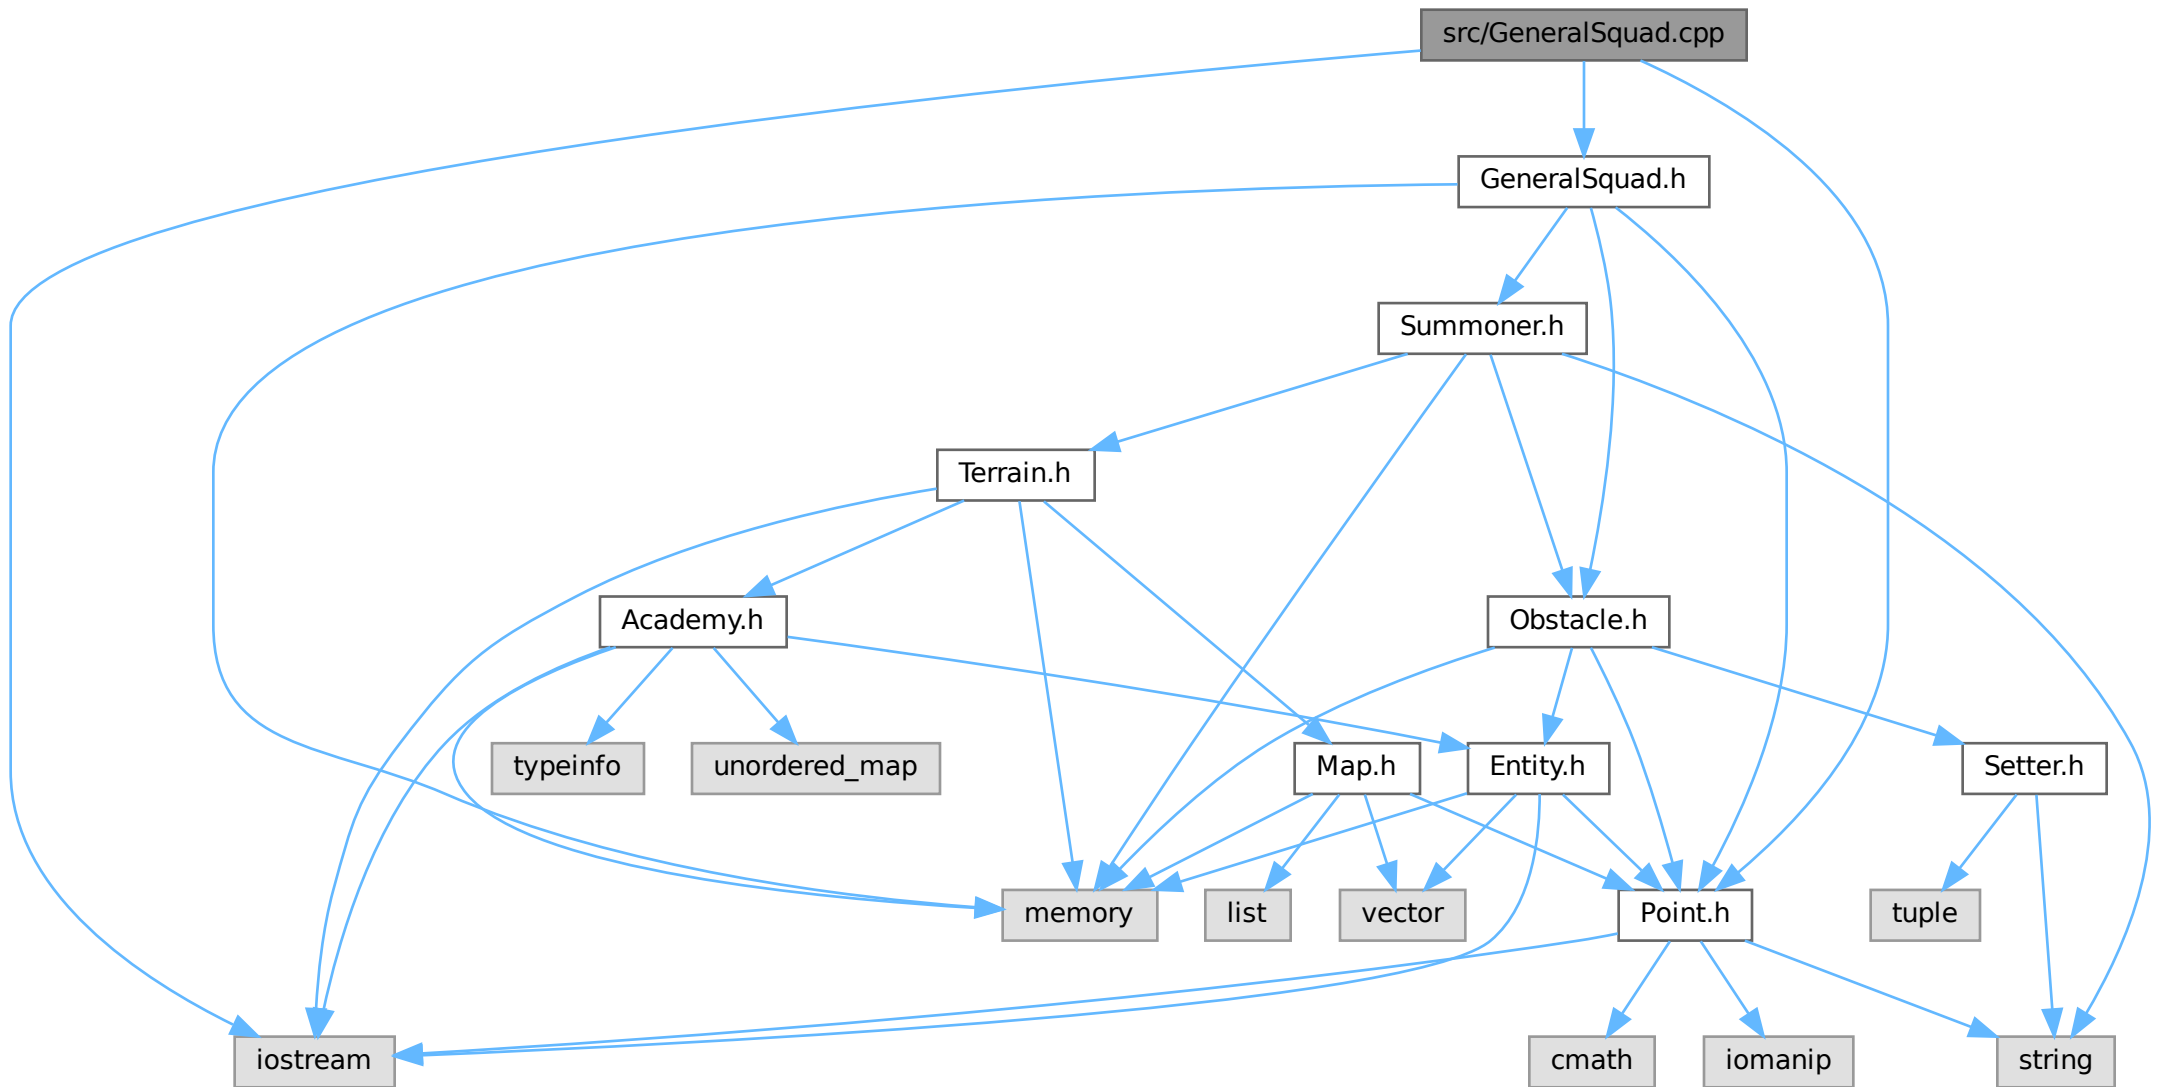 src/GeneralSquad.cpp
GeneralSquad.h
Summoner.h
Terrain.h
Academy.h
Obstacle.h
typeinfo
unordered_map
Map.h
Entity.h
Setter.h
memory
list
vector
Point.h
tuple
iostream
cmath
iomanip
string